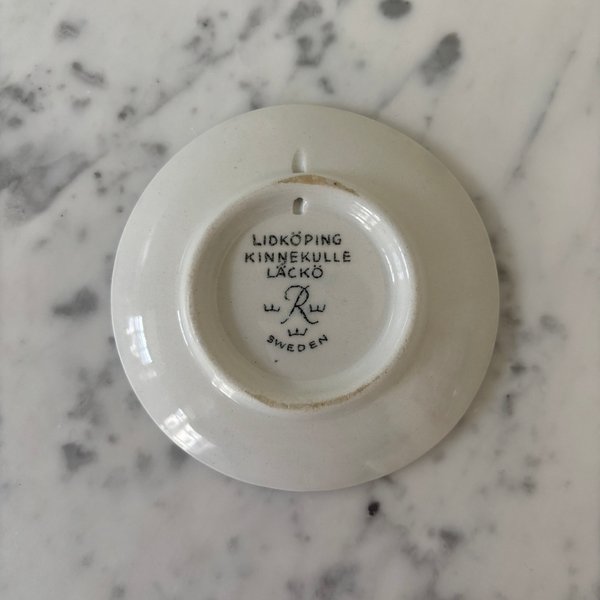 LIDKÖPING
KINNEKULLE
LÄCKÖ
R
SWEDEN